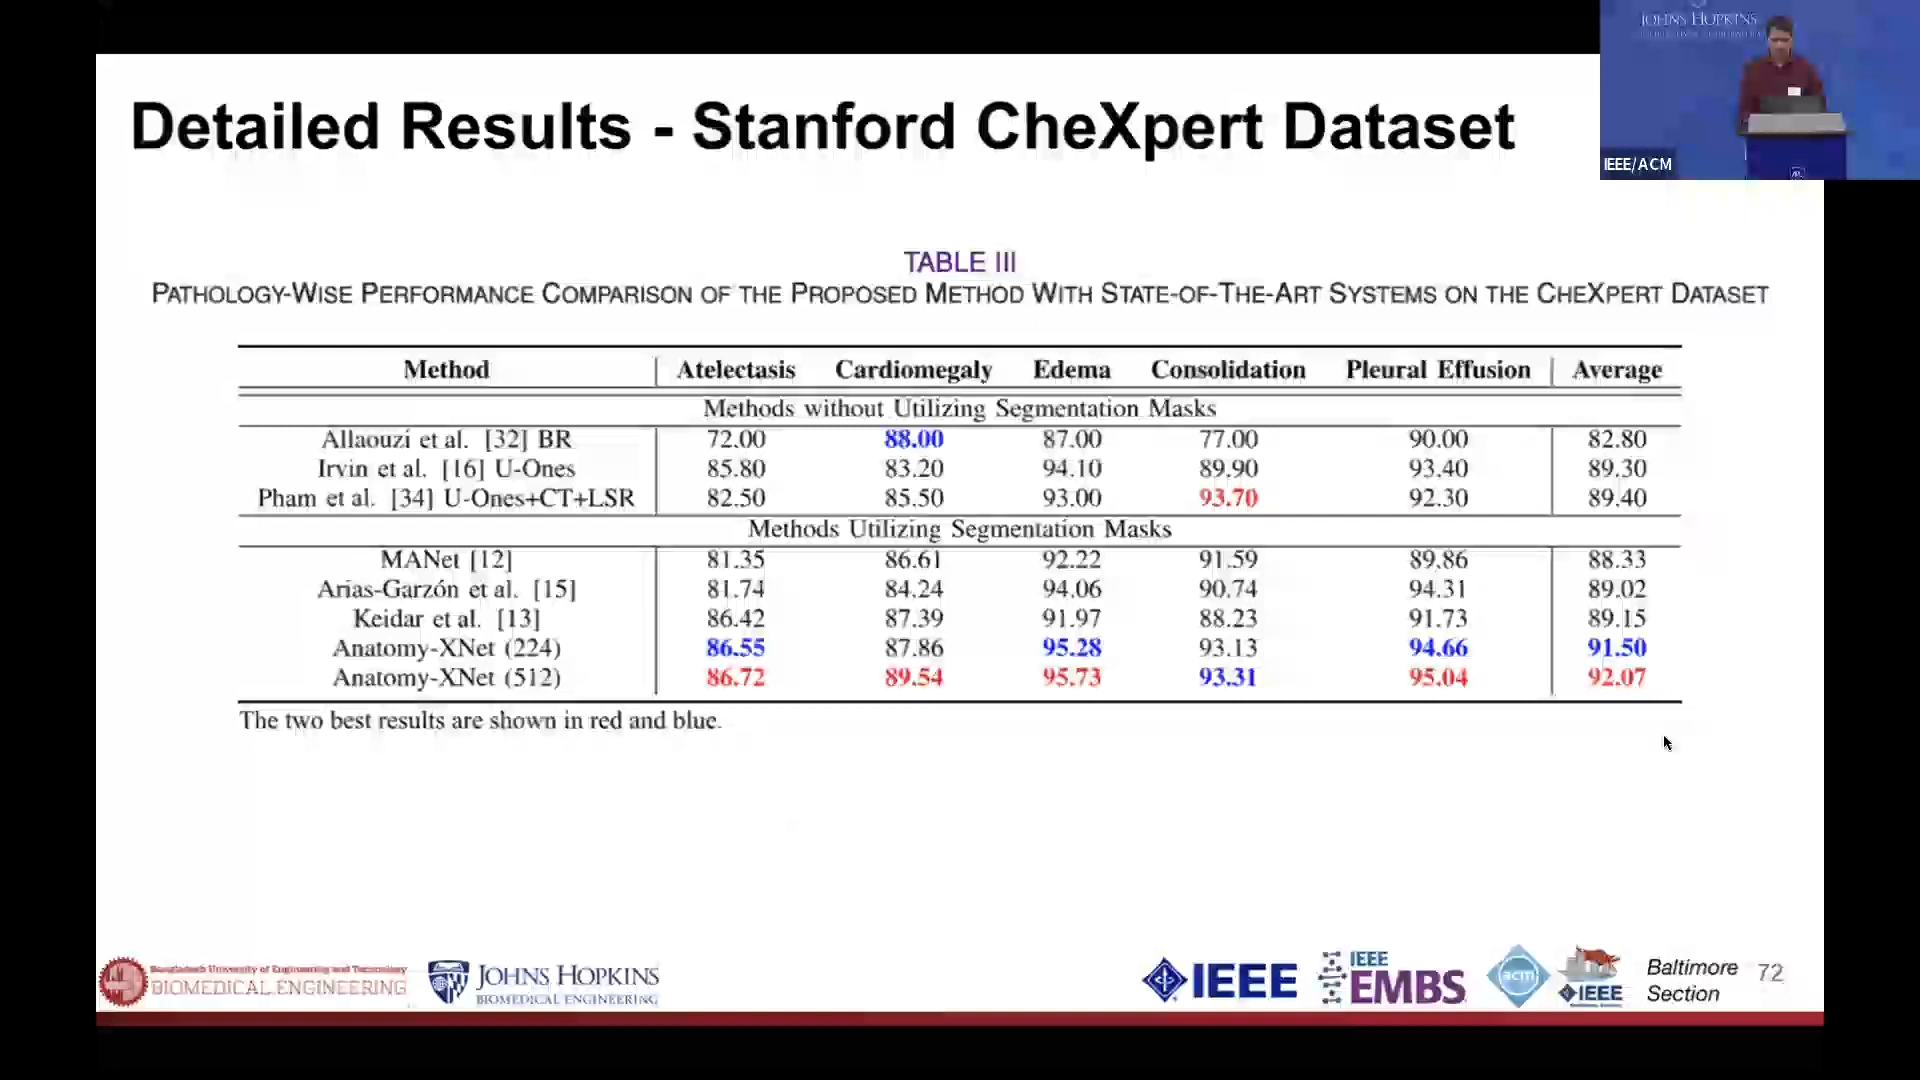 JOHNS HOPKINS
IEEE/ACM
Detailed Results - Stanford CheXpert Dataset
TABLE III
PATHOLOGY-WISE PERFORMANCE COMPARISON OF THE PROPOSED METHOD WITH STATE-OF-THE-ART SYSTEMS ON THE CHEXPERT DATASET
Method Atelectasis Cardiomegaly Edema Consolidation Pleural Effusion Average
Methods without Utilizing Segmentation Masks
Allaouzi et al. [32] BR 72.00 88.00 87.00 77.00 90.00 82.80
Irvin et al. [16] U-Ones 85.80 83.20 94.10 89.90 93.40 89.30
Pham et al. [34] U-Ones+CT+LSR 82.50 85.50 93.00 93.70 92.30 89.40
Methods Utilizing Segmentation Masks
MANet [12] 81.35 86.61 92.22 91.59 89.86 88.33
Arias-Garzón et al. [15] 81.74 84.24 94.06 90.74 94.31 89.02
Keidar et al. [13] 86.42 87.39 91.97 88.23 91.73 89.15
Anatomy-XNet (224) 86.55 87.86 95.28 93.13 94.66 91.50
Anatomy-XNet (512) 86.72 89.54 95.73 93.31 95.04 92.07
The two best results are shown in red and blue.
Bangladesh University of Engineering and Technology
BIOMEDICAL ENGINEERING
JOHNS HOPKINS
BIOMEDICAL ENGINEERING
IEEE
IEEE
EMBS
acm
IEEE
Baltimore
Section
72